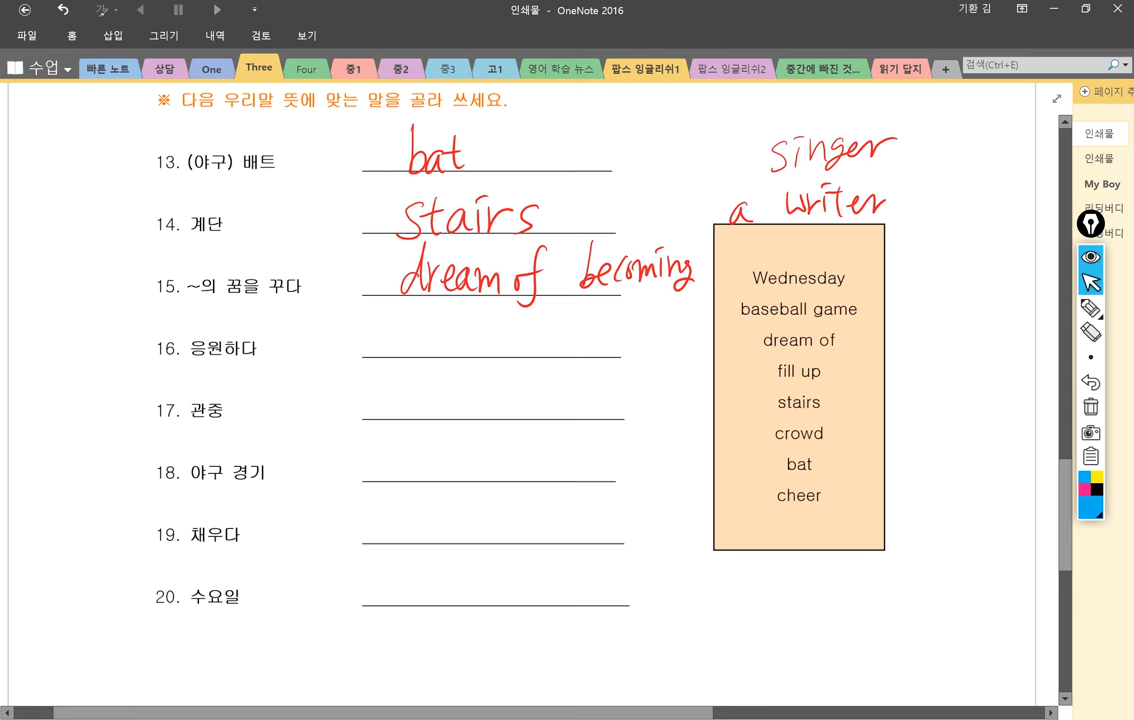 인쇄물 - OneNote 2016
기환 김
파일 홈 삽입 그리기 내역 검토 보기
수업 빠른 노트 상담 One Three Four 중1 중2 중3 고1 영어 학습 뉴스 팝스 잉글리쉬1 팝스 잉글리쉬2 중간에 빠진 것... 읽기 답지 + 검색(Ctrl+E)
페이지 추
※ 다음 우리말 뜻에 맞는 말을 골라 쓰세요.
인쇄물
인쇄물
My Boy
리딩버디
딩버디
singer
a writer
13. (야구) 배트 bat
14. 계단 stairs
15. ~의 꿈을 꾸다 dream of becoming
16. 응원하다
17. 관중
18. 야구 경기
19. 채우다
20. 수요일
Wednesday
baseball game
dream of
fill up
stairs
crowd
bat
cheer